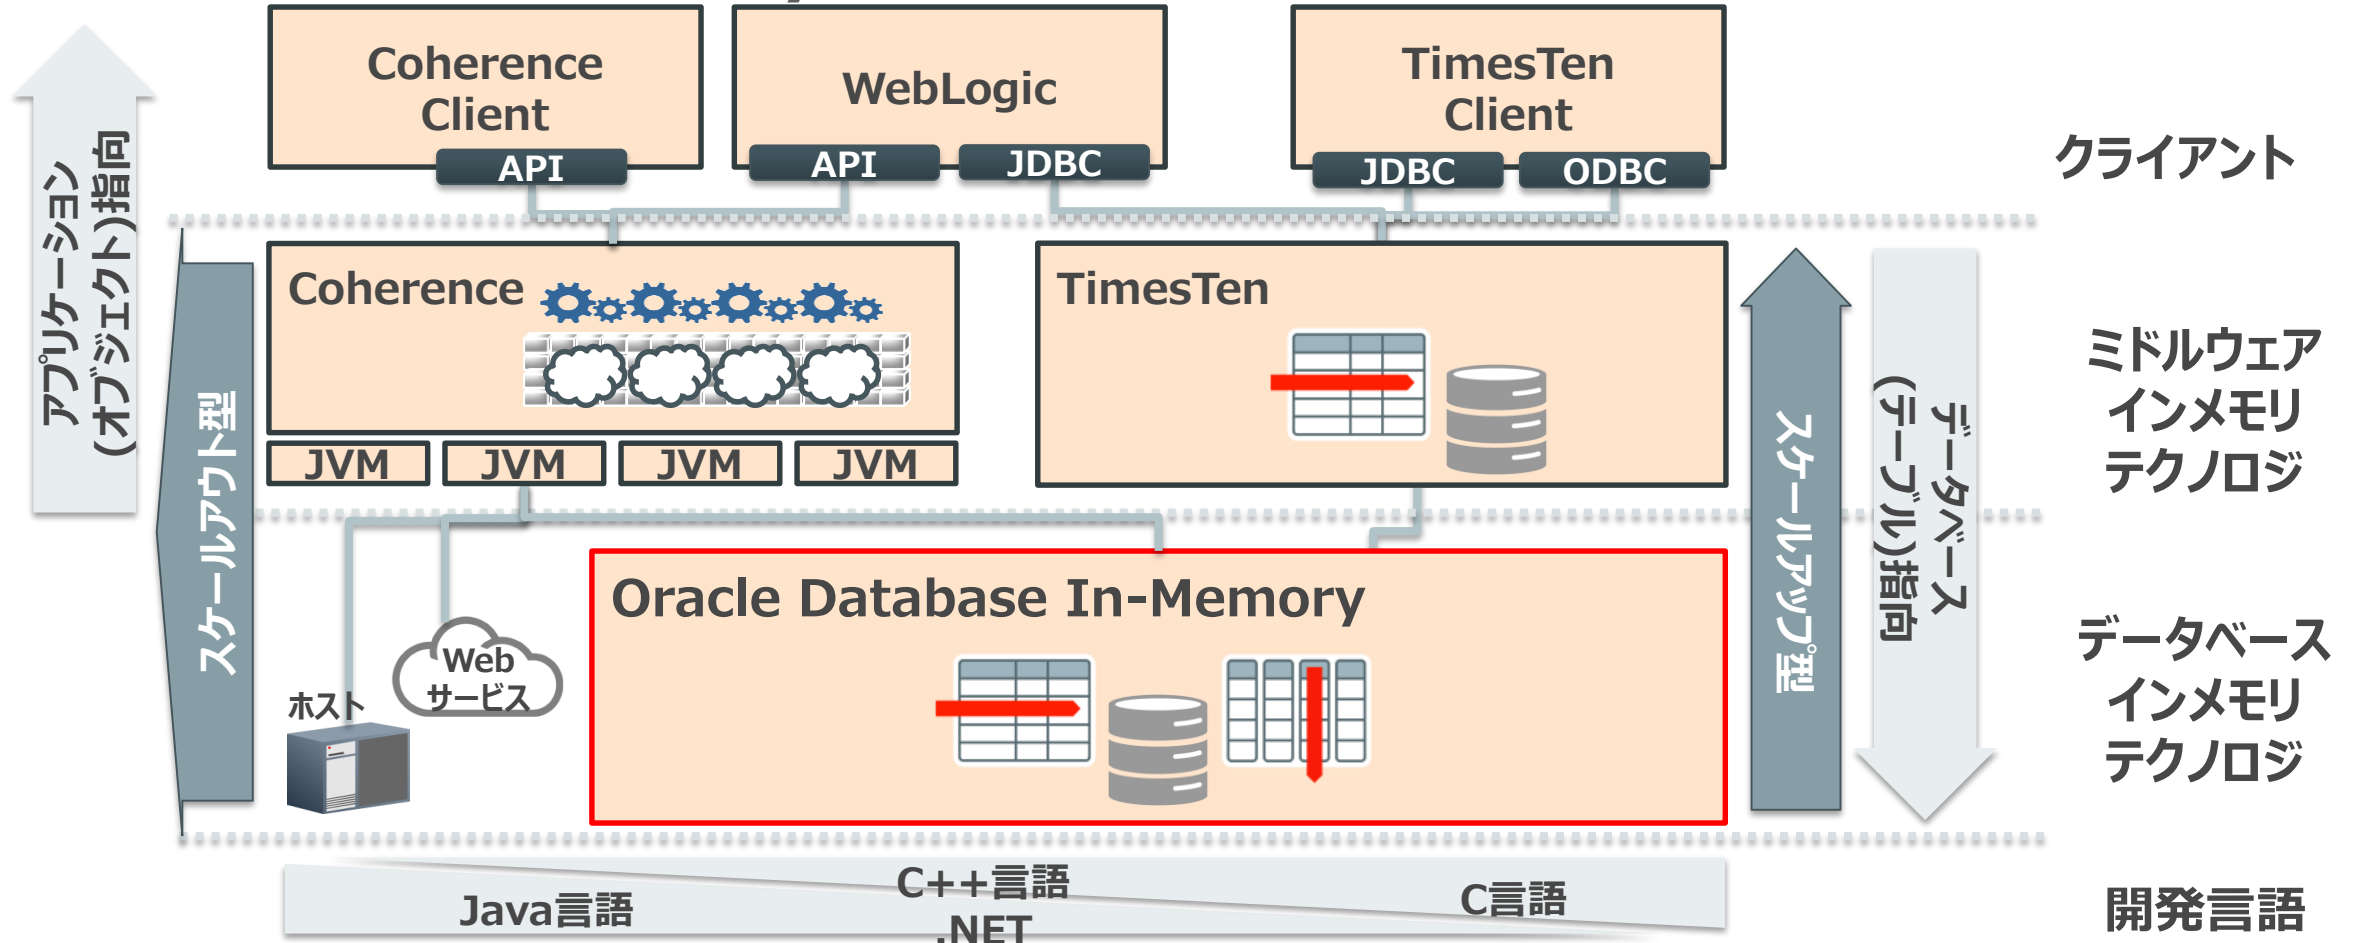 Coherence
Client
API
WebLogic
API
JDBC
TimesTen
Client
JDBC
ODBC
クライアント
アプリケーション
(オブジェクト)指向
スケールアウト型
Coherence
JVM
JVM
JVM
JVM
TimesTen
スケールアップ型
データベース
(テーブル)指向
ミドルウェア
インメモリ
テクノロジ
Oracle Database In-Memory
Web
サービス
ホスト
データベース
インメモリ
テクノロジ
Java言語
C++言語
.NET
C言語
開発言語